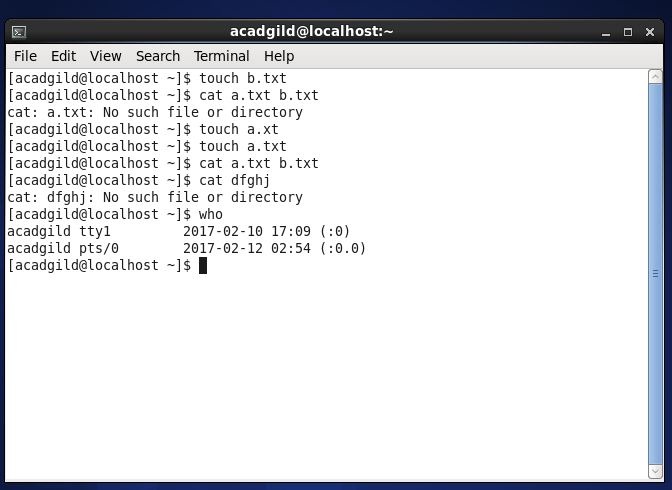 acadgild@localhost:~
File Edit View Search Terminal Help
[acadgild@localhost ~]$ touch b.txt
[acadgild@localhost ~]$ cat a.txt b.txt
cat: a.txt: No such file or directory
[acadgild@localhost ~]$ touch a.xt
[acadgild@localhost ~]$ touch a.txt
[acadgild@localhost ~]$ cat a.txt b.txt
[acadgild@localhost ~]$ cat dfghj
cat: dfghj: No such file or directory
[acadgild@localhost ~]$ who
acadgild tty1         2017-02-10 17:09 (:0)
acadgild pts/0        2017-02-12 02:54 (:0.0)
[acadgild@localhost ~]$